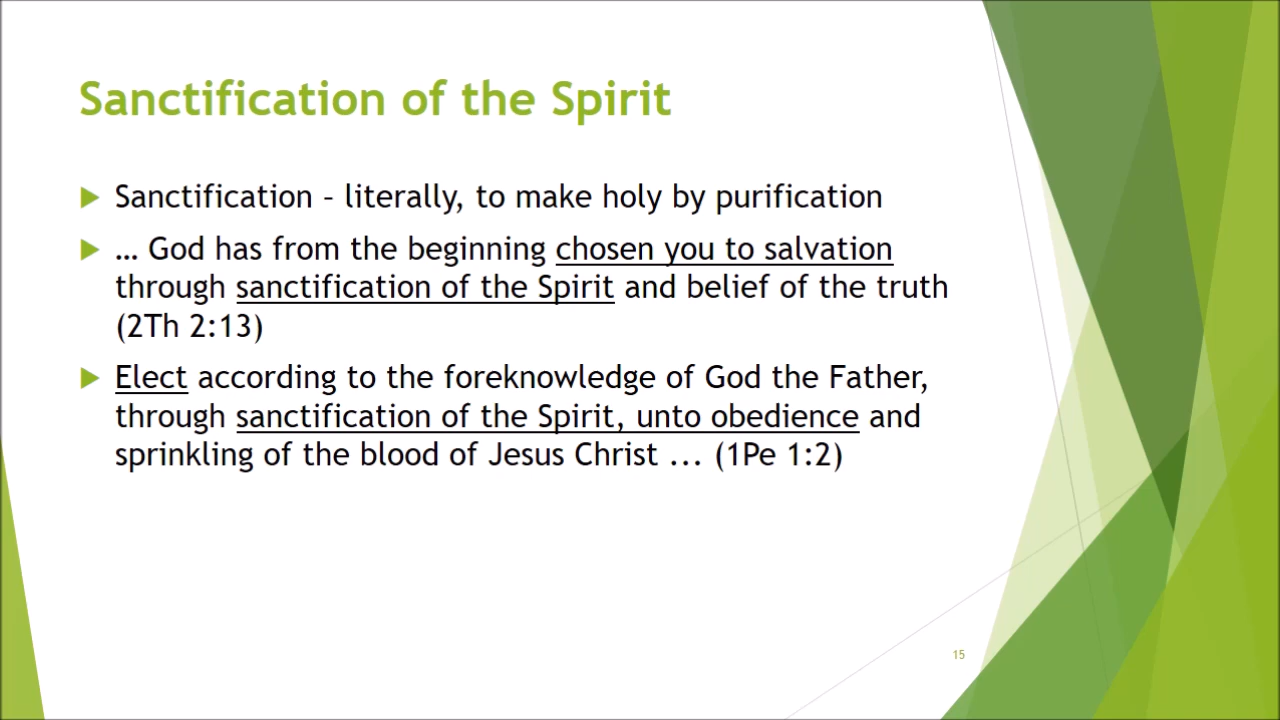 Sanctification of the Spirit
Sanctification – literally, to make holy by purification
… God has from the beginning chosen you to salvation
through sanctification of the Spirit and belief of the truth
(2Th 2:13)
Elect according to the foreknowledge of God the Father,
through sanctification of the Spirit, unto obedience and
sprinkling of the blood of Jesus Christ ... (1Pe 1:2)
15